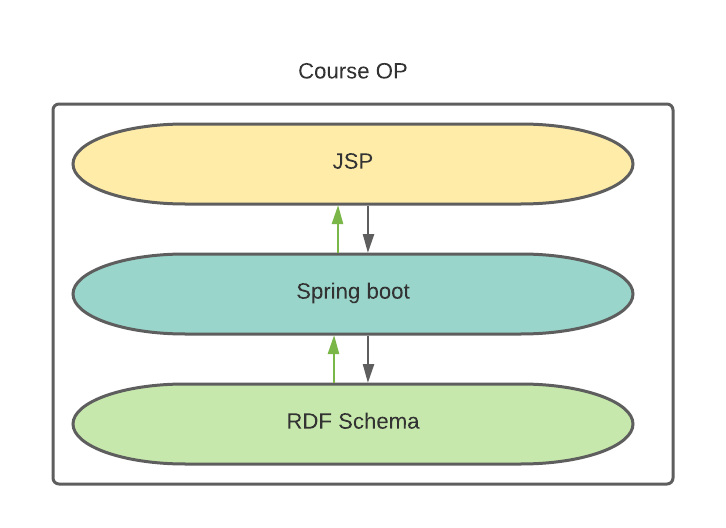 Course OP
JSP
Spring boot
RDF Schema